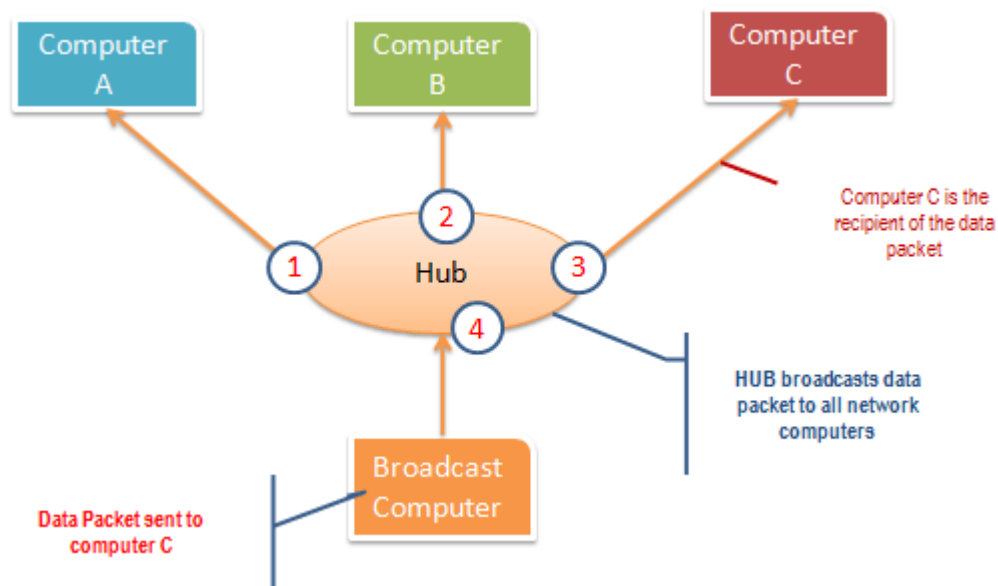 Computer
A
Computer
B
Computer
C
Computer C is the
recipient of the data
packet
2
1
Hub
3
4
HUB broadcasts data
packet to all network
computers
Broadcast
Computer
Data Packet sent to
computer C